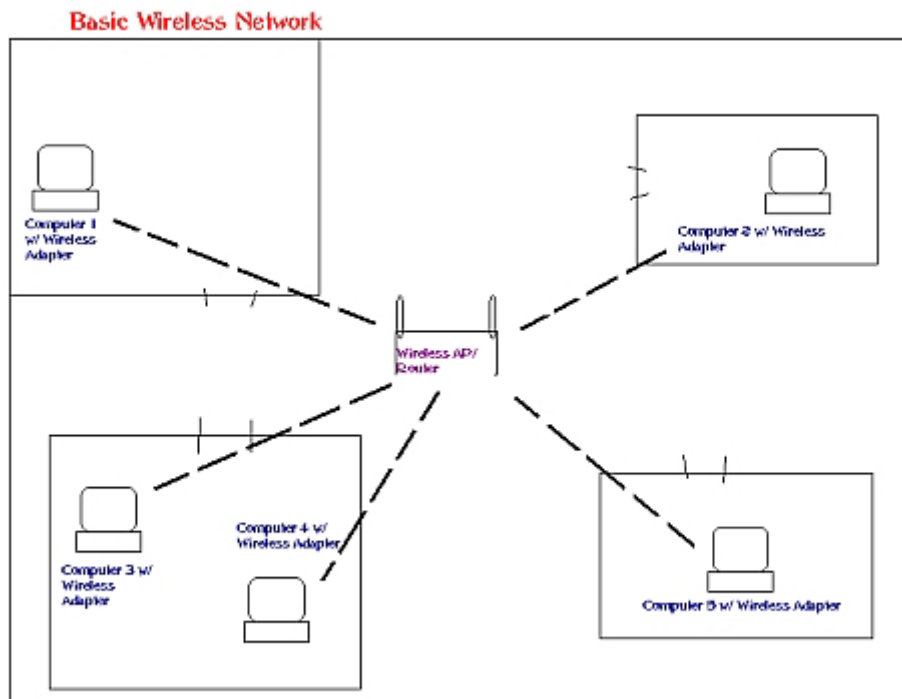 Basic Wireless Network
Computer 1
w/ Wireless
Adapter
Computer 2 w/ Wireless
Adapter
Wireless AP/
Router
Computer 4 w/
Wireless Adapter
Computer 3 w/
Wireless
Adapter
Computer 5 w/ Wireless Adapter